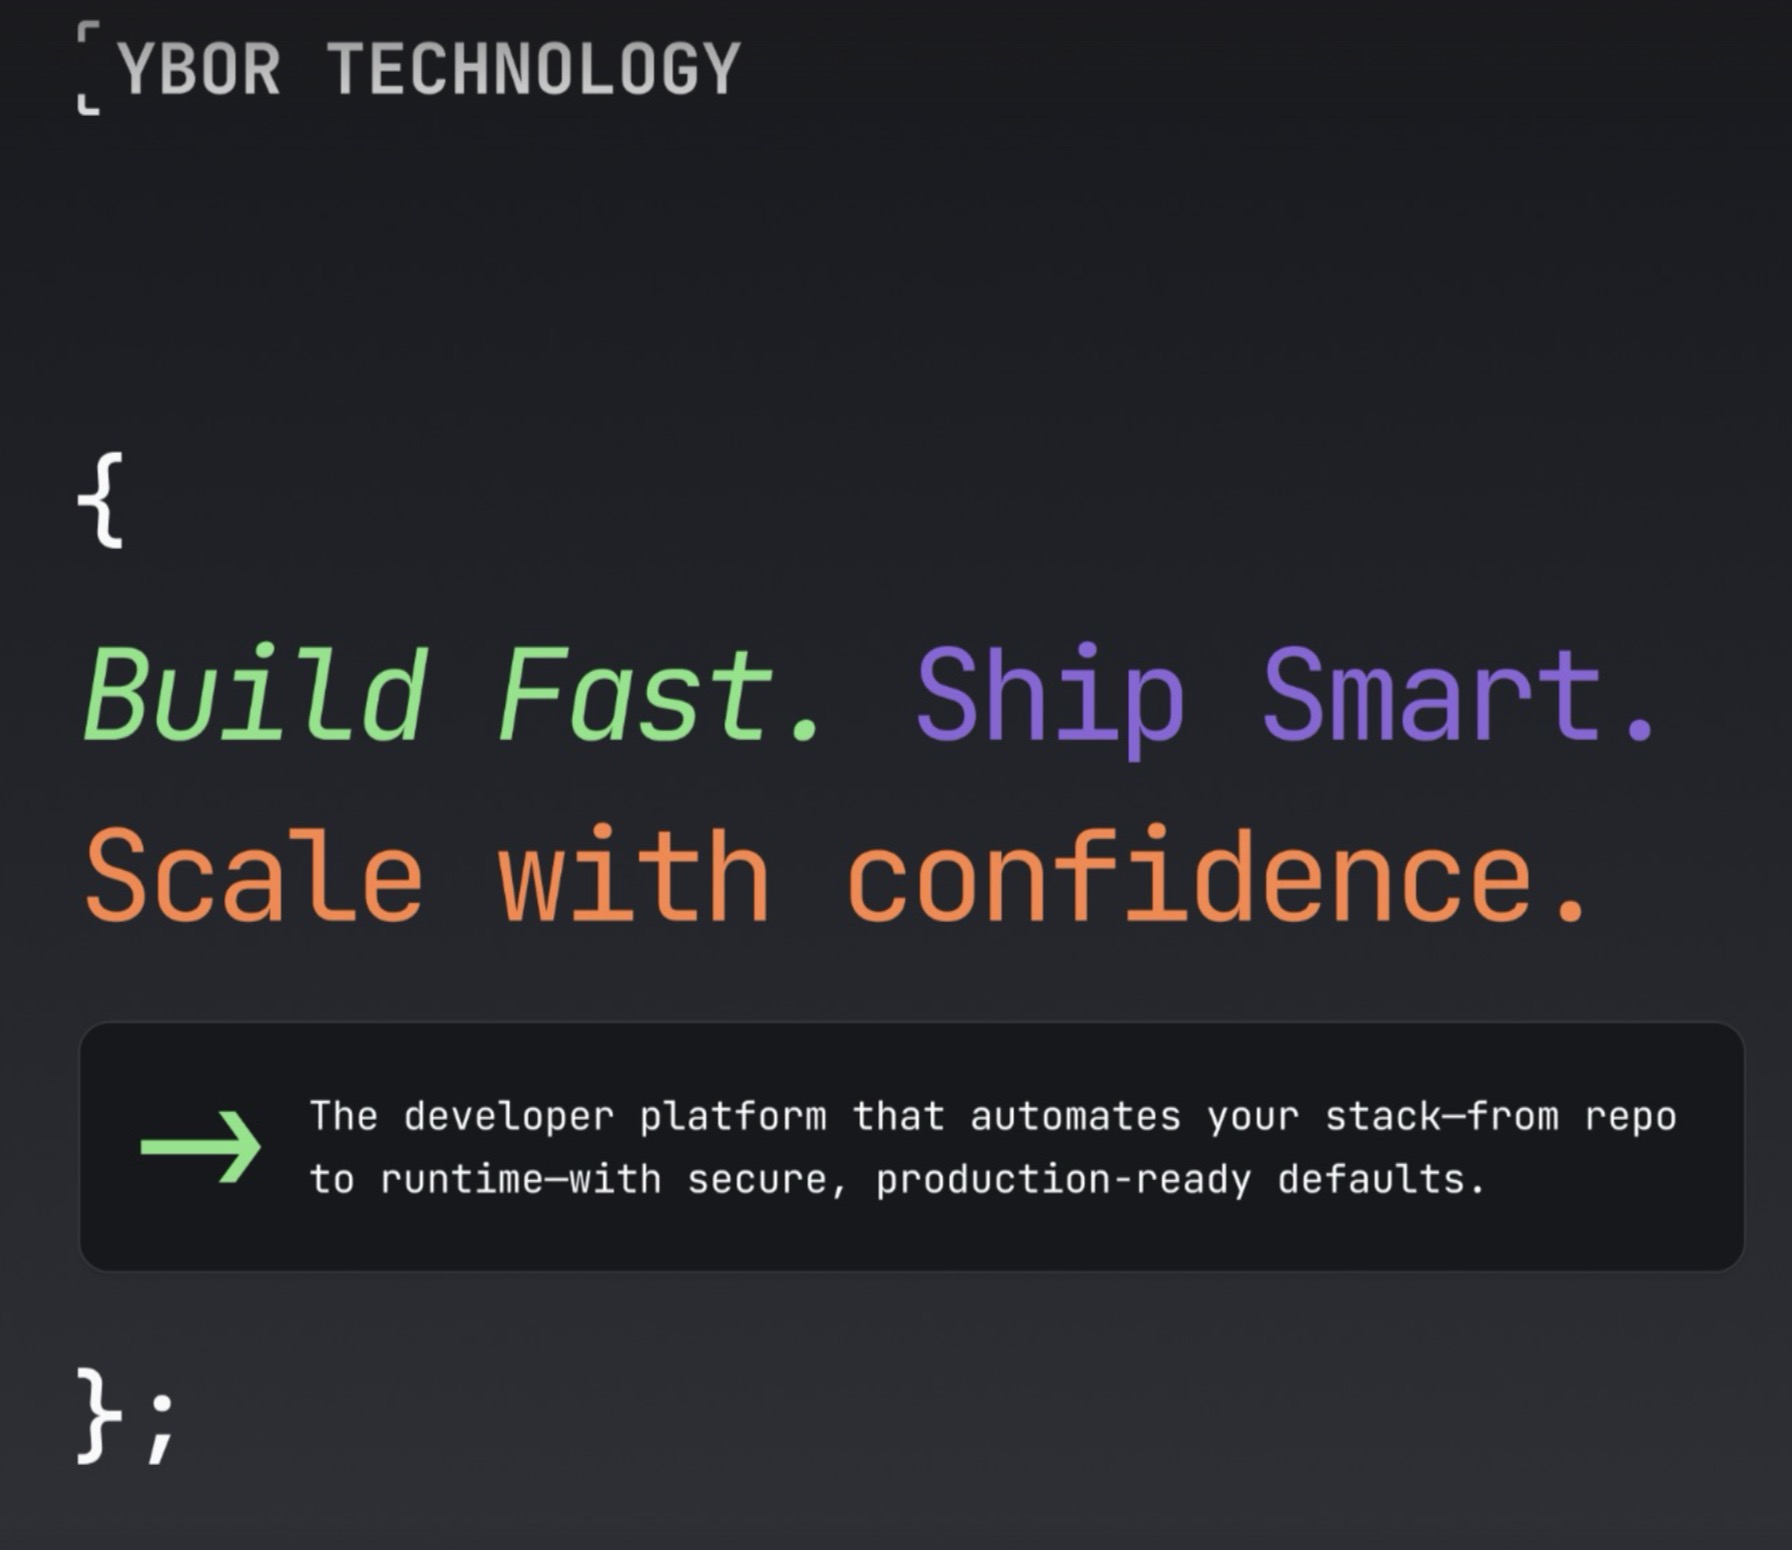 YBOR TECHNOLOGY
{
Build Fast. Ship Smart.
Scale with confidence.
→ The developer platform that automates your stack—from repo
to runtime—with secure, production-ready defaults.
};